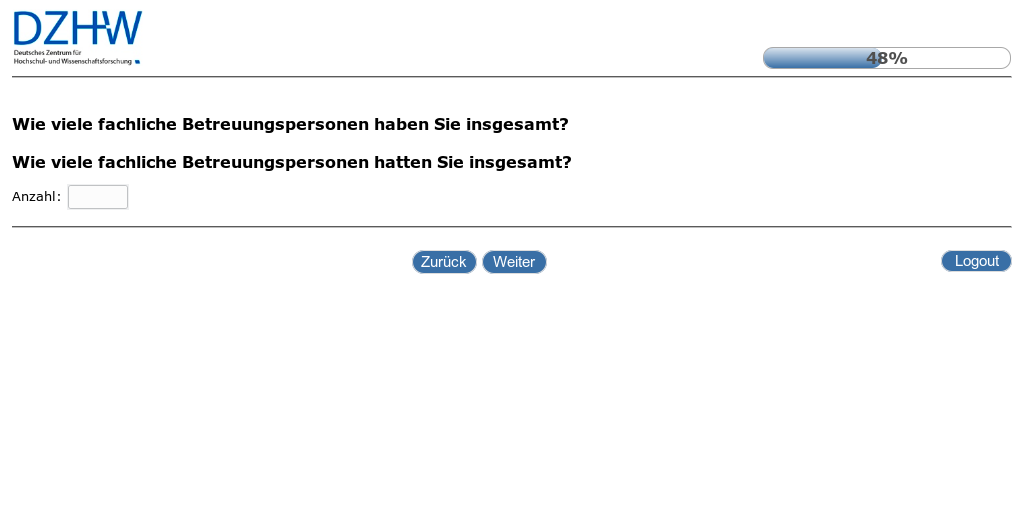 DZHW
Deutsches Zentrum für
Hochschul- und Wissenschaftsforschung
48%
Wie viele fachliche Betreuungspersonen haben Sie insgesamt?
Wie viele fachliche Betreuungspersonen hatten Sie insgesamt?
Anzahl:
Zurück Weiter Logout